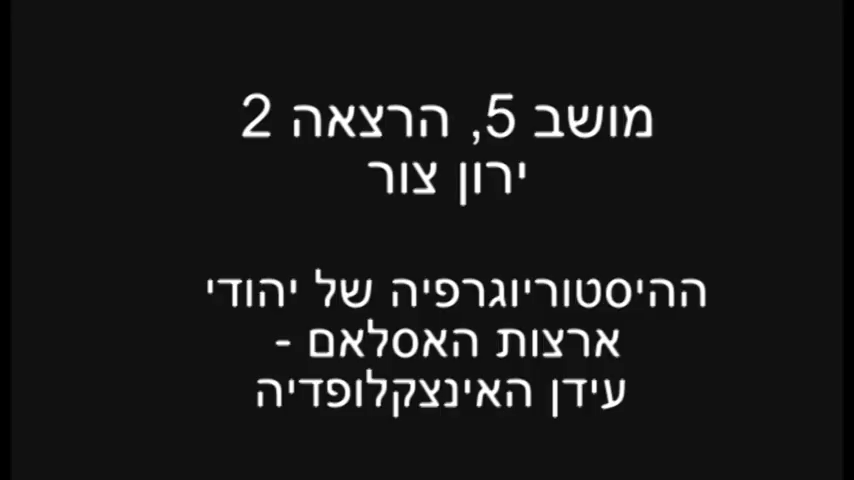 מושב 5, הרצאה 2
ירון צור
ההיסטוריוגרפיה של יהודי
ארצות האסלאם -
עידן האינצקלופדיה